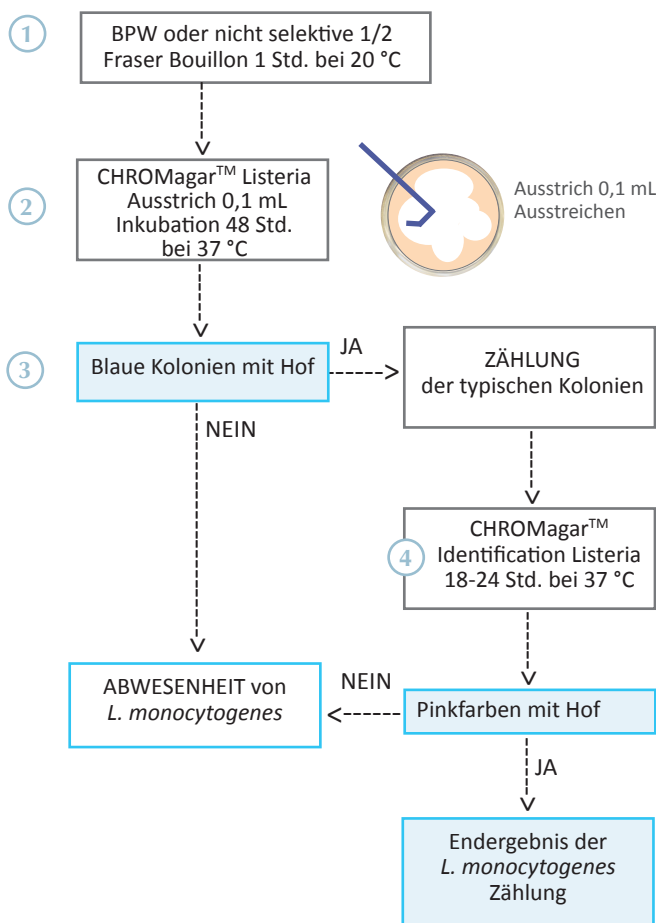 1
BPW oder nicht selektive 1/2
Fraser Bouillon 1 Std. bei 20 °C
2
CHROMagar™ Listeria
Ausstrich 0,1 mL
Inkubation 48 Std.
bei 37 °C
Ausstrich 0,1 mL
Ausstreichen
3
Blaue Kolonien mit Hof
JA
ZÄHLUNG
der typischen Kolonien
NEIN
4
CHROMagar™
Identification Listeria
18-24 Std. bei 37 °C
ABWESENHEIT von
L. monocytogenes
NEIN
Pinkfarben mit Hof
JA
Endergebnis der
L. monocytogenes
Zählung